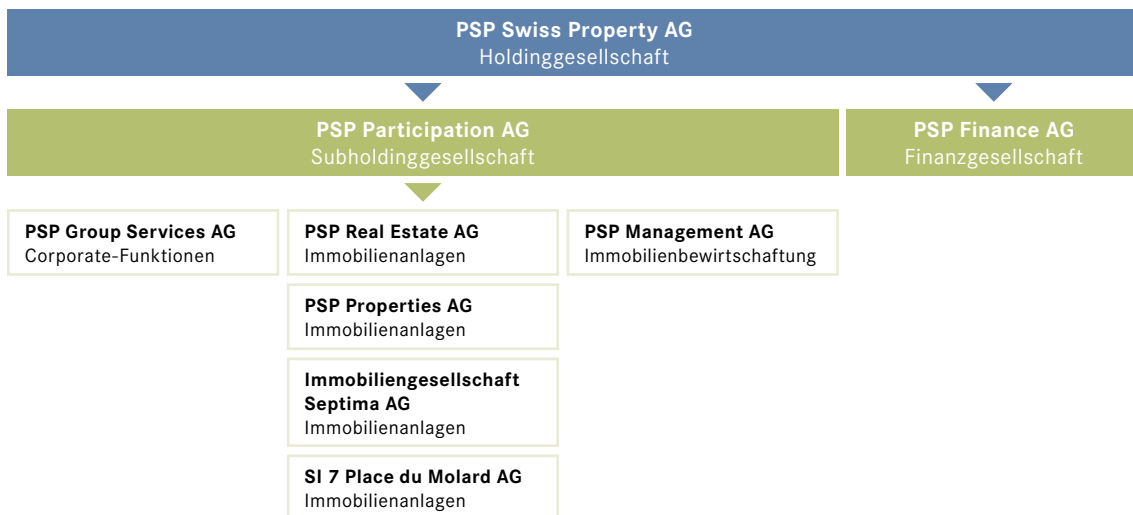 PSP Swiss Property AG
Holdinggesellschaft
PSP Participation AG
Subholdinggesellschaft
PSP Finance AG
Finanzgesellschaft
PSP Group Services AG
Corporate-Funktionen
PSP Real Estate AG
Immobilienanlagen
PSP Management AG
Immobilienbewirtschaftung
PSP Properties AG
Immobilienanlagen
Immobiliengesellschaft
Septima AG
Immobilienanlagen
SI 7 Place du Molard AG
Immobilienanlagen